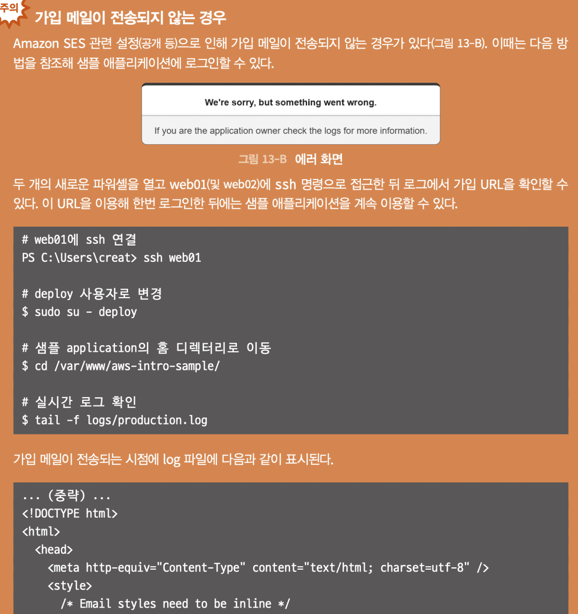 주의
가입 메일이 전송되지 않는 경우
Amazon SES 관련 설정(공개 등)으로 인해 가입 메일이 전송되지 않는 경우가 있다(그림 13-B). 이때는 다음 방
법을 참조해 샘플 애플리케이션에 로그인할 수 있다.
We're sorry, but something went wrong.
If you are the application owner check the logs for more information.
그림 13-B 에러 화면
두 개의 새로운 파워셸을 열고 web01(및 web02)에 ssh 명령으로 접근한 뒤 로그에서 가입 URL을 확인할 수
있다. 이 URL을 이용해 한번 로그인한 뒤에는 샘플 애플리케이션을 계속 이용할 수 있다.
# web01에 ssh 연결
PS C:\Users\creat> ssh web01
# deploy 사용자로 변경
$ sudo su - deploy
# 샘플 application의 홈 디렉터리로 이동
$ cd /var/www/aws-intro-sample/
# 실시간 로그 확인
$ tail -f logs/production.log
가입 메일이 전송되는 시점에 log 파일에 다음과 같이 표시된다.
... (중략) ...
<!DOCTYPE html>
<html>
<head>
<meta http-equiv="Content-Type" content="text/html; charset=utf-8" />
<style>
/* Email styles need to be inline */